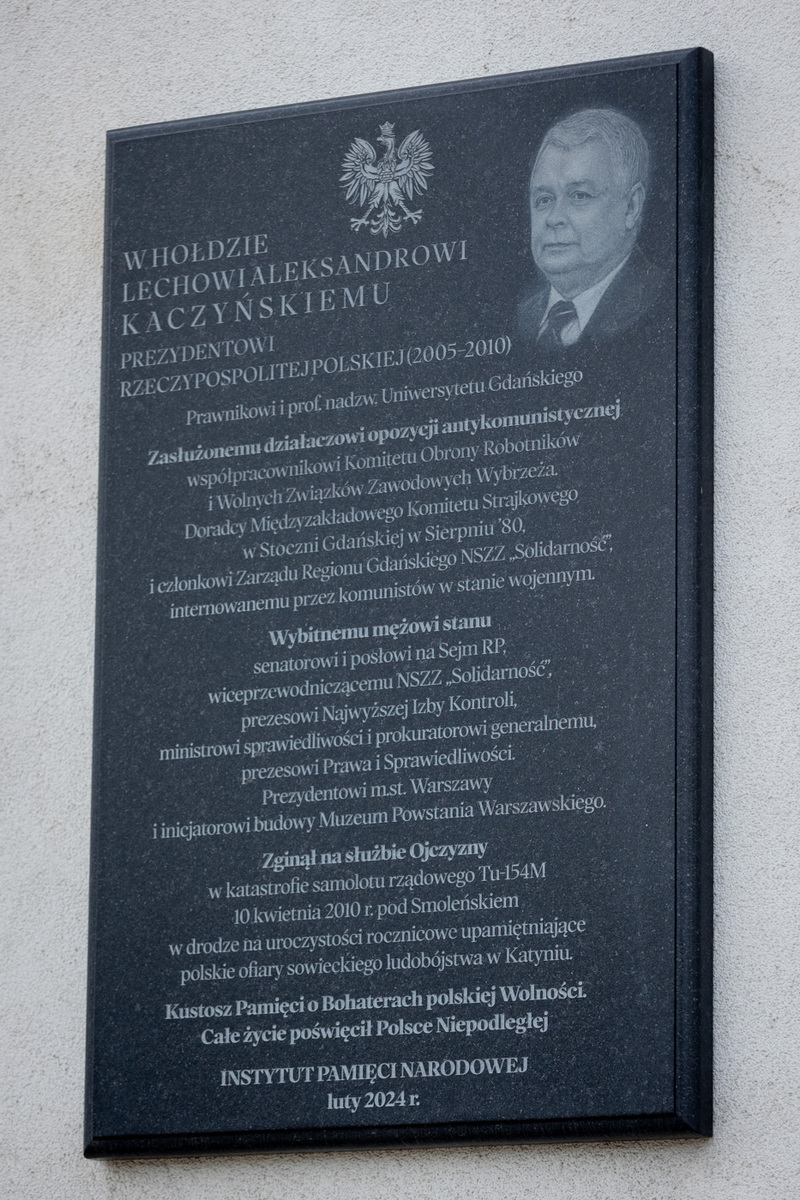 W HOŁDZIE
LECHOWI ALEKSANDROWI
KACZYŃSKIEMU
PREZYDENTOWI
RZECZYPOSPOLITEJ POLSKIEJ (2005–2010)
Prawnikowi i prof. nadzw. Uniwersytetu Gdańskiego
Zasłużonemu działaczowi opozycji antykomunistycznej
współpracownikowi Komitetu Obrony Robotników
i Wolnych Związków Zawodowych Wybrzeża.
Doradcy Międzyzakładowego Komitetu Strajkowego
w Stoczni Gdańskiej w Sierpniu ’80,
i członkowi Zarządu Regionu Gdańskiego NSZZ „Solidarność”,
internowanemu przez komunistów w stanie wojennym.
Wybitnemu mężowi stanu
senatorowi i posłowi na Sejm RP,
wiceprzewodniczącemu NSZZ „Solidarność”,
prezesowi Najwyższej Izby Kontroli,
ministrowi sprawiedliwości i prokuratorowi generalnemu,
prezesowi Prawa i Sprawiedliwości.
Prezydentowi m.st. Warszawy
i inicjatorowi budowy Muzeum Powstania Warszawskiego.
Zginął na służbie Ojczyzny
w katastrofie samolotu rządowego Tu-154M
10 kwietnia 2010 r. pod Smoleńskiem
w drodze na uroczystości rocznicowe upamiętniające
polskie ofiary sowieckiego ludobójstwa w Katyniu.
Kustosz Pamięci o Bohaterach polskiej Wolności.
Całe życie poświęcił Polsce Niepodległej
INSTYTUT PAMIĘCI NARODOWEJ
luty 2024 r.